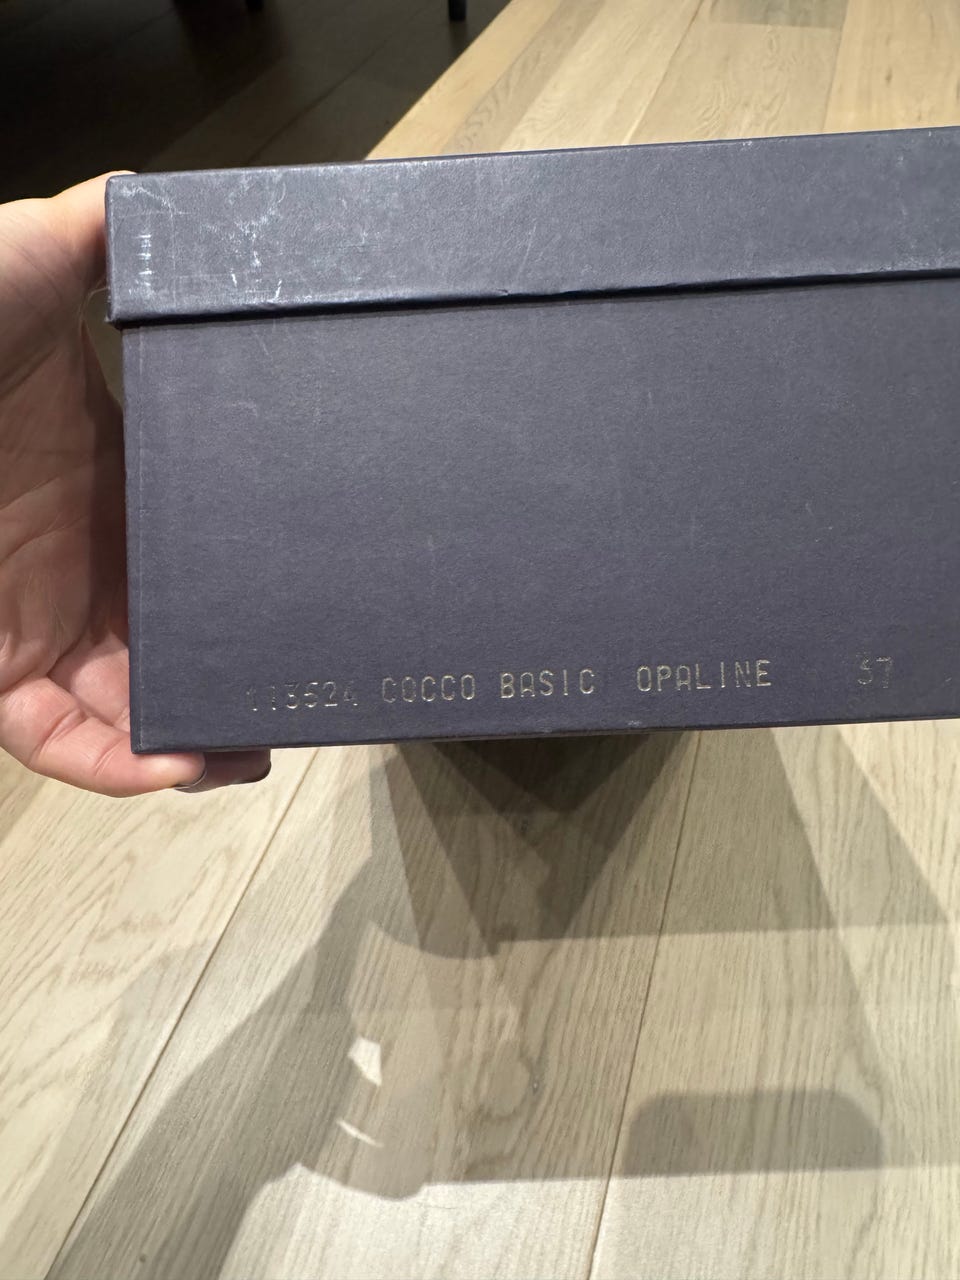 113524 COCCO BASIC OPALINE 37